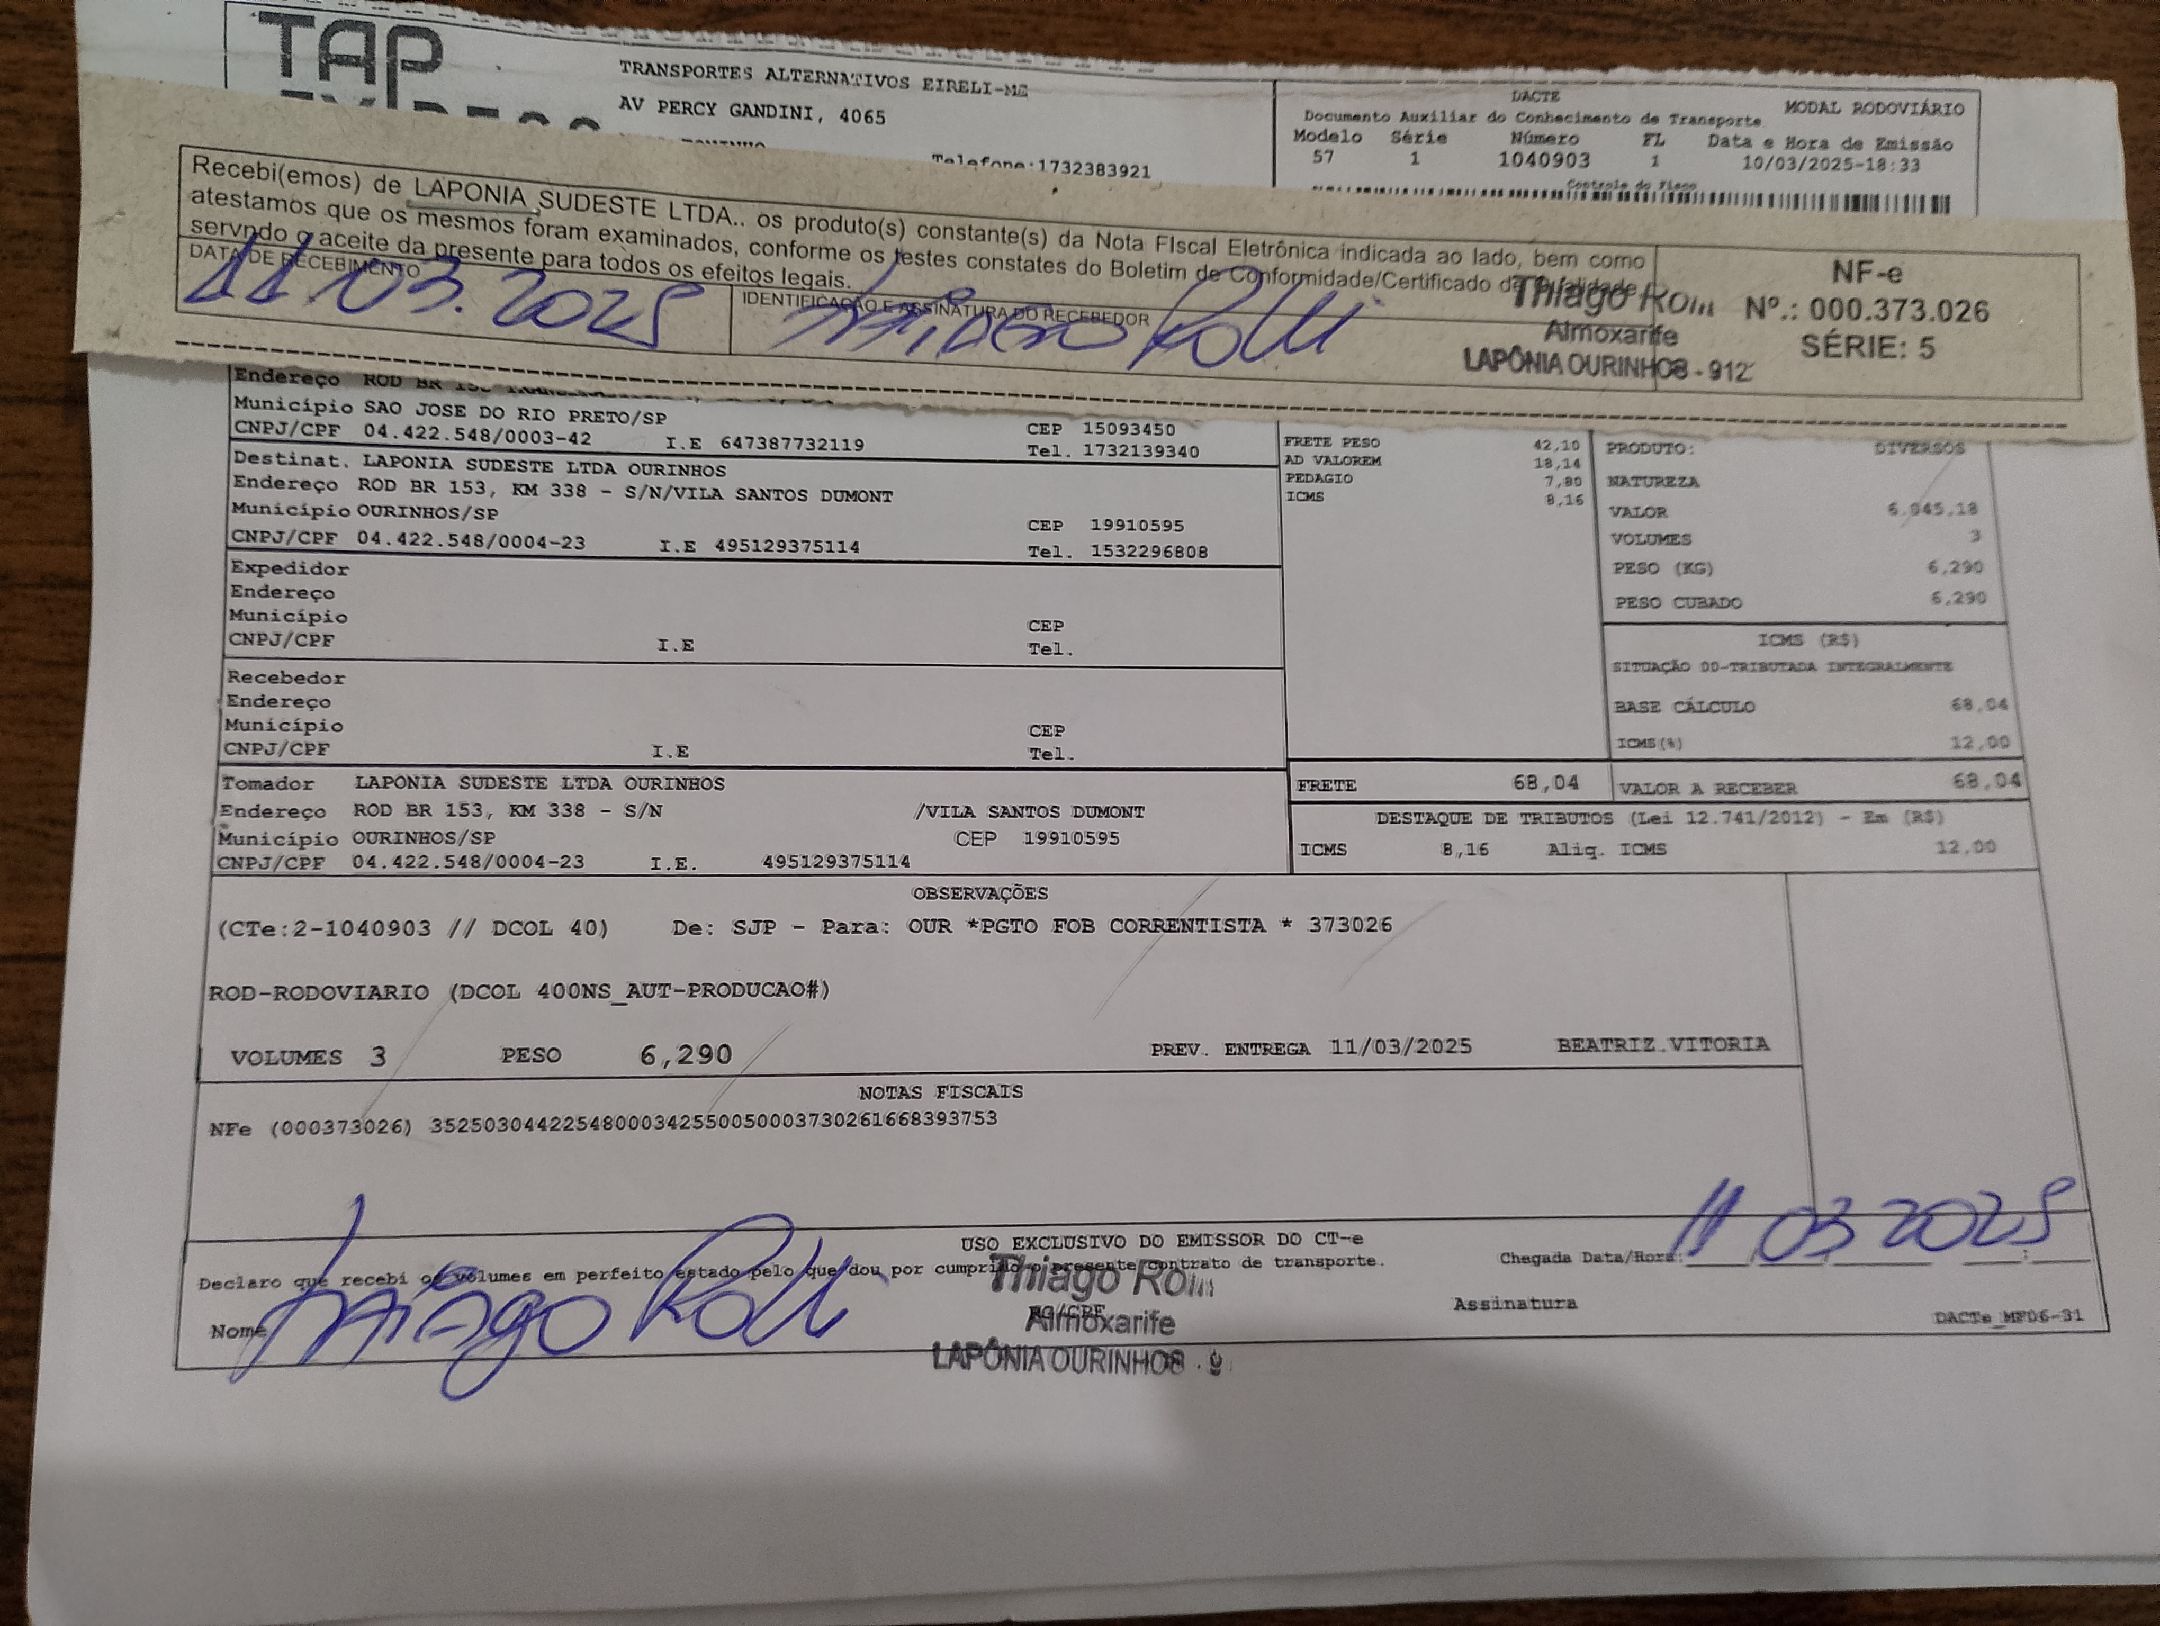 TAP
TRANSPORTES ALTERNATIVOS EIRELI-ME
AV PERCY GANDINI, 4065
Telefone:1732383921
DACTE
MODAL RODOVIÁRIO
Documento Auxiliar do Conhecimento de Transporte
Modelo Série Número FL Data e Hora de Emissão
57 1 1040903 1 10/03/2025-18:33
Controle do Fisco
Recebi(emos) de LAPONIA SUDESTE LTDA.. os produto(s) constante(s) da Nota FIscal Eletrônica indicada ao lado, bem como
atestamos que os mesmos foram examinados, conforme os testes constates do Boletim de Conformidade/Certificado de Qualidade
servndo o aceite da presente para todos os efeitos legais.
DATA DE RECEBIMENTO
11.03.2025
IDENTIFICAÇÃO E ASSINATURA DO RECEBEDOR
Thiago Rolli
Thiago Rolli
Almoxarife
LAPÔNIA OURINHOS - 912
NF-e
Nº.: 000.373.026
SÉRIE: 5
Endereço ROD BR
Município SAO JOSE DO RIO PRETO/SP CEP 15093450
CNPJ/CPF 04.422.548/0003-42 I.E 647387732119 Tel. 1732139340
Destinat. LAPONIA SUDESTE LTDA OURINHOS
Endereço ROD BR 153, KM 338 - S/N/VILA SANTOS DUMONT
Município OURINHOS/SP CEP 19910595
CNPJ/CPF 04.422.548/0004-23 I.E 495129375114 Tel. 1532296808
Expedidor
Endereço
Município CEP
CNPJ/CPF I.E Tel.
Recebedor
Endereço
Município CEP
CNPJ/CPF I.E Tel.
Tomador LAPONIA SUDESTE LTDA OURINHOS
Endereço ROD BR 153, KM 338 - S/N /VILA SANTOS DUMONT
Município OURINHOS/SP CEP 19910595
CNPJ/CPF 04.422.548/0004-23 I.E. 495129375114
FRETE PESO 42,10
AD VALOREM 18,14
PEDAGIO 7,80
ICMS 8,16
PRODUTO: DIVERSOS
NATUREZA
VALOR 6.045,18
VOLUMES 3
PESO (KG) 6,290
PESO CUBADO 6,290
ICMS (R$)
SITUAÇÃO 00-TRIBUTADA INTEGRALMENTE
BASE CÁLCULO 68,04
ICMS(%) 12,00
FRETE 68,04 VALOR A RECEBER 68,04
DESTAQUE DE TRIBUTOS (Lei 12.741/2012) - Em (R$)
ICMS 8,16 Aliq. ICMS 12.00
OBSERVAÇÕES
(CTe:2-1040903 // DCOL 40) De: SJP - Para: OUR *PGTO FOB CORRENTISTA * 373026
ROD-RODOVIARIO (DCOL 400NS_AUT-PRODUCAO#)
VOLUMES 3 PESO 6,290 PREV. ENTREGA 11/03/2025 BEATRIZ.VITORIA
NOTAS FISCAIS
NFe (000373026) 35250304422548000342550050003730261668393753
USO EXCLUSIVO DO EMISSOR DO CT-e
Declaro que recebi os volumes em perfeito estado pelo que dou por cumprido o presente contrato de transporte.
Chegada Data/Hora: 11 03 2025
Nome Thiago Rolli
RG/CPF
Assinatura
Thiago Rolli
Almoxarife
LAPÔNIA OURINHOS - 9
DACTe_MF06-31